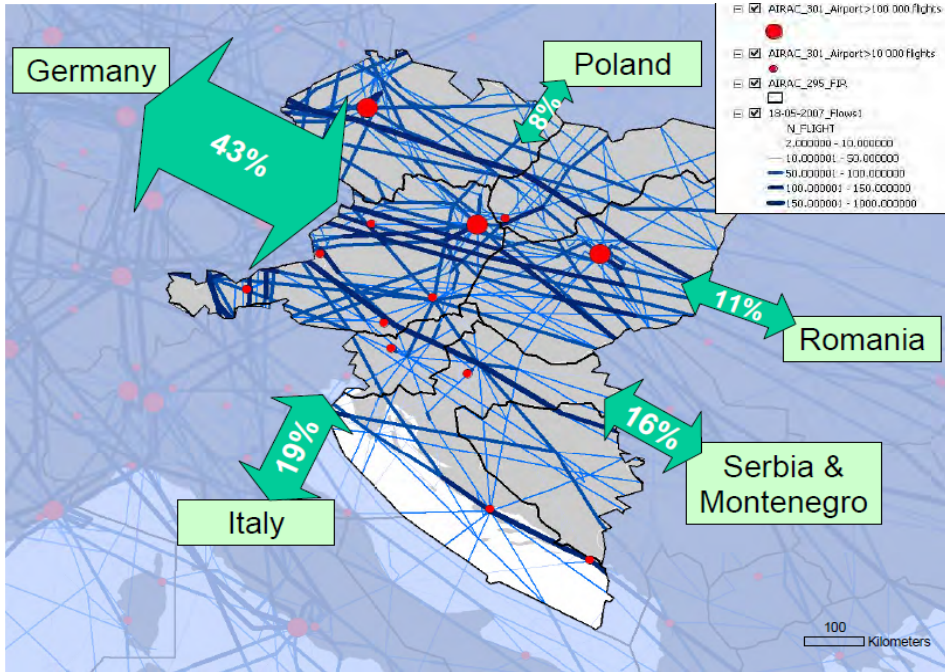 AIRAC_301_Airport>100 000 flights
AIRAC_301_Airport>10 000 flights
AIRAC_295_FIR
18-05-2007_Flows1
N_FLIGHT
2.000000 - 10.000000
10.000001 - 50.000000
50.000001 - 100.000000
100.000001 - 150.000000
150.000001 - 1000.000000
Germany
Poland
8%
43%
11%
Romania
16%
19%
Serbia &
Montenegro
Italy
100
Kilometers